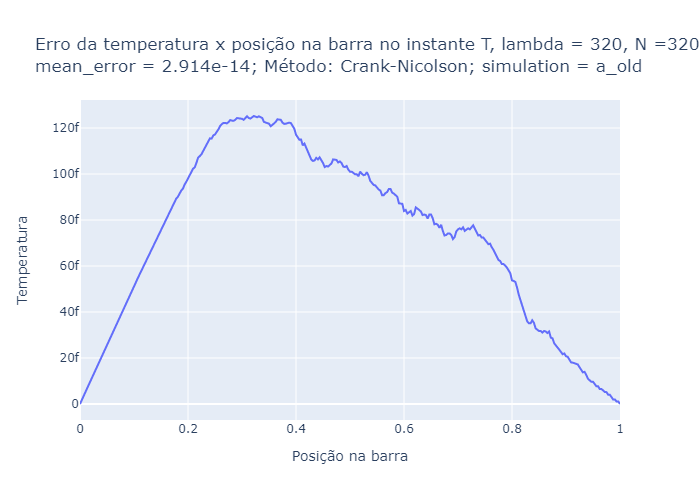 Erro da temperatura x posição na barra no instante T, lambda = 320, N =320
mean_error = 2.914e-14; Método: Crank-Nicolson; simulation = a_old
120f
100f
80f
60f
40f
20f
0
0 0.2 0.4 0.6 0.8 1
Temperatura
Posição na barra